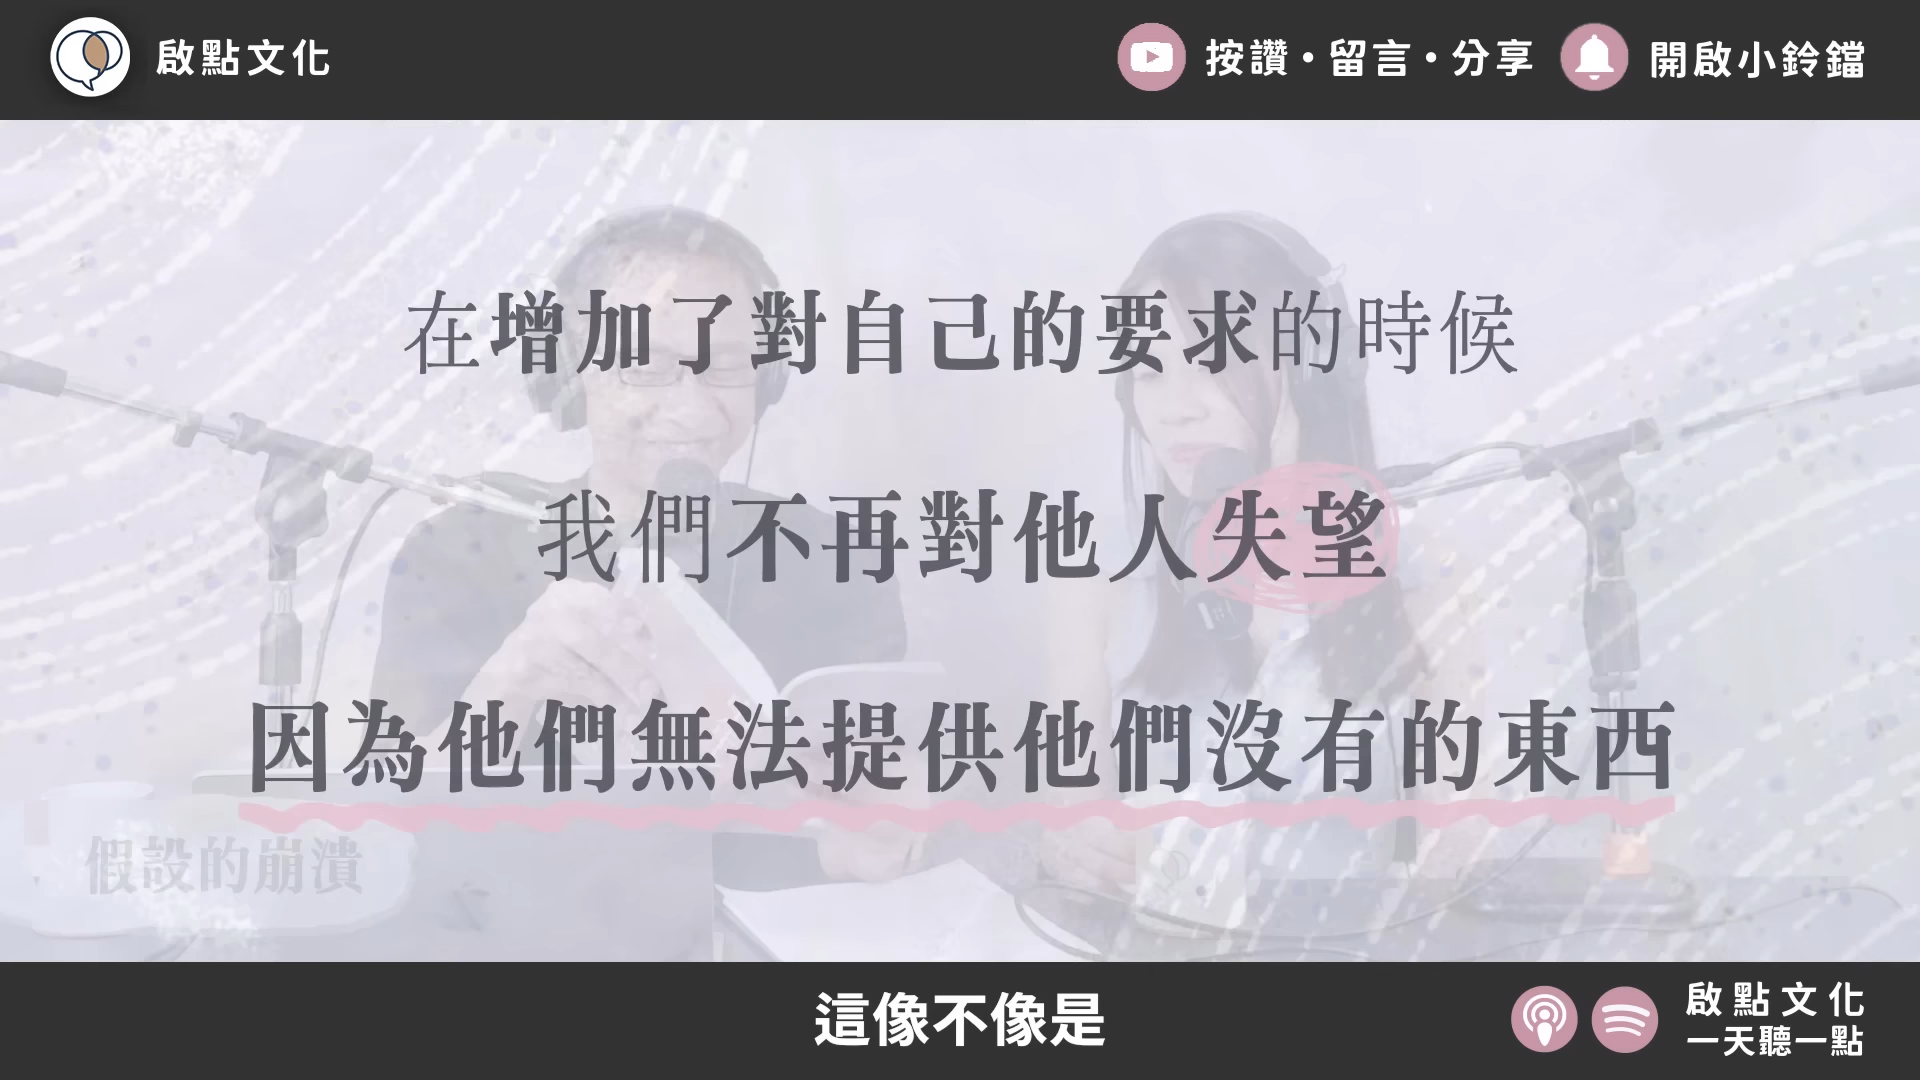 啟點文化
按讚・留言・分享
開啟小鈴鐺
在增加了對自己的要求的時候
我們不再對他人失望
因為他們無法提供他們沒有的東西
假設的崩潰
這像不像是
啟點文化
一天聽一點